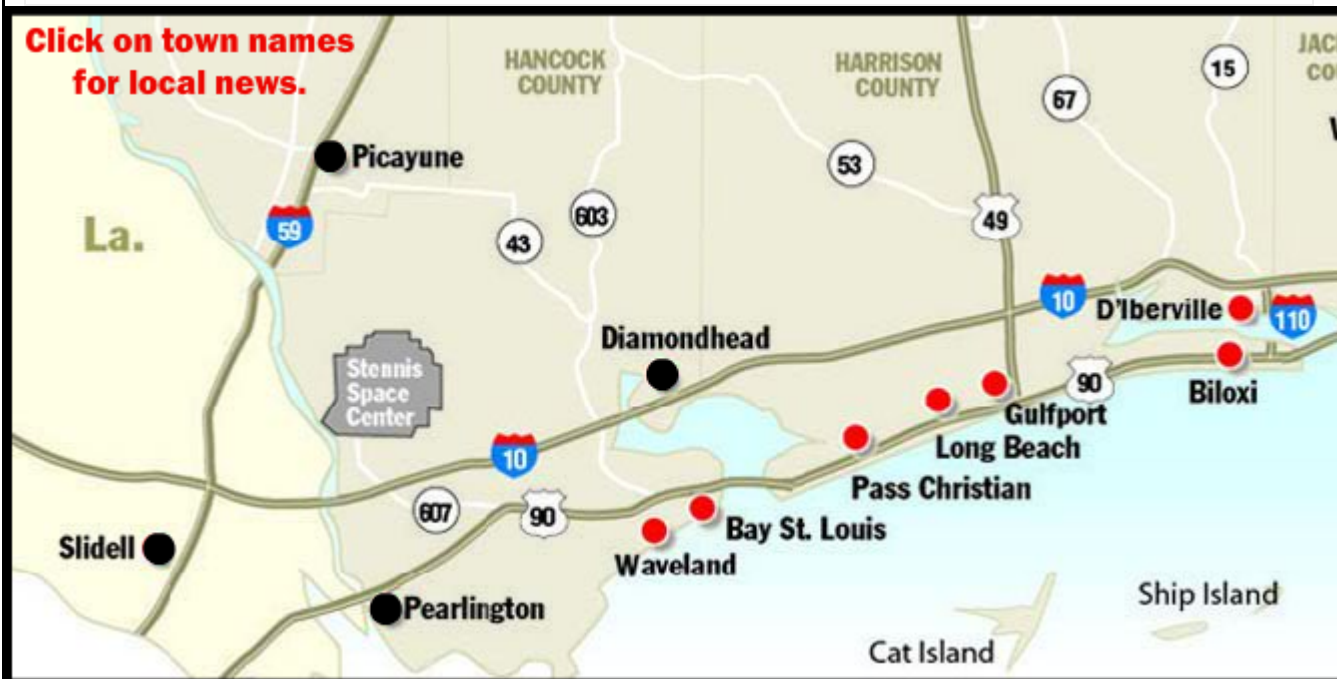 Click on town names
for local news.
HANCOCK
COUNTY
HARRISON
COUNTY
15
67
53
Picayune
603
43
59
49
La.
10
D'Iberville
110
Diamondhead
Stennis
Space
Center
90
Biloxi
Gulfport
Long Beach
10
Pass Christian
607
90
Bay St. Louis
Slidell
Waveland
Pearlington
Ship Island
Cat Island